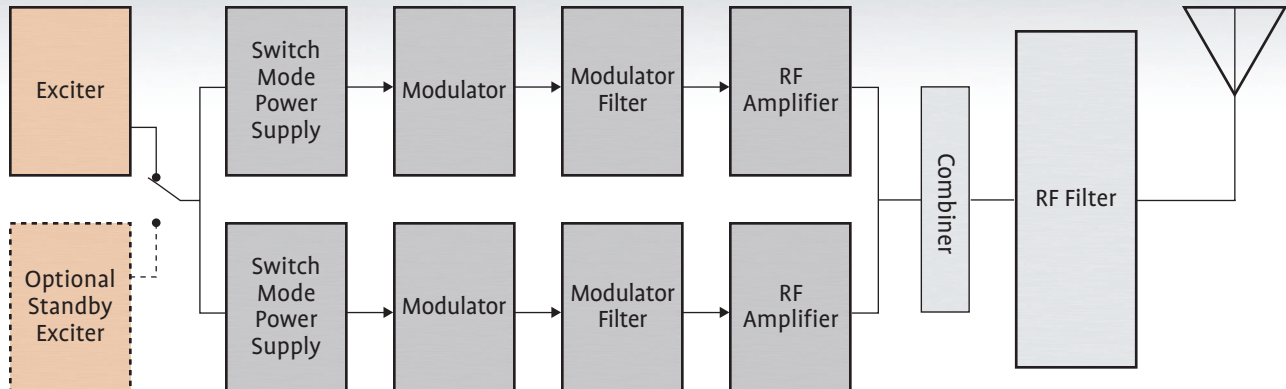 Exciter
Switch
Mode
Power
Supply
Modulator
Modulator
Filter
RF
Amplifier
Combiner
RF Filter
Optional
Standby
Exciter
Switch
Mode
Power
Supply
Modulator
Modulator
Filter
RF
Amplifier